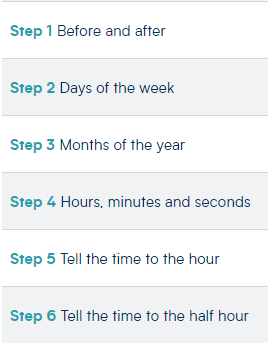 Step 1 Before and after
Step 2 Days of the week
Step 3 Months of the year
Step 4 Hours, minutes and seconds
Step 5 Tell the time to the hour
Step 6 Tell the time to the half hour